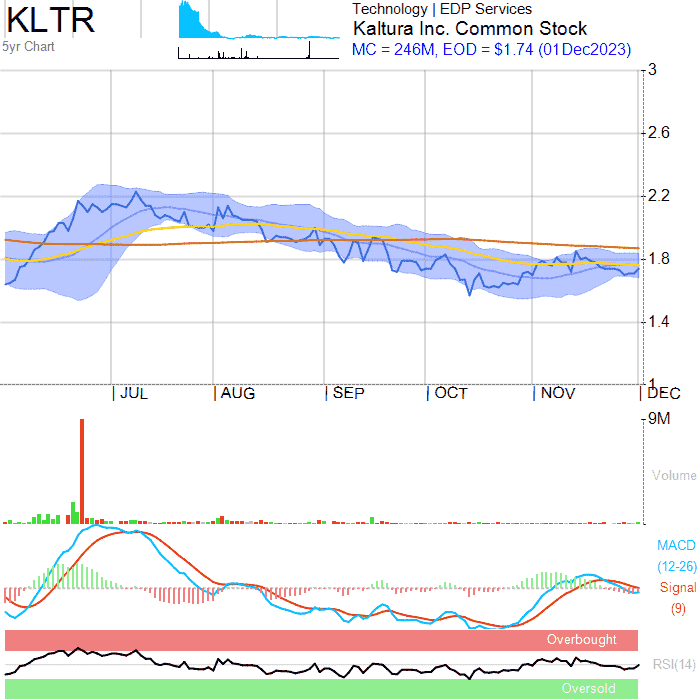 KLTR
5yr Chart
Technology | EDP Services
Kaltura Inc. Common Stock
MC = 246M, EOD = $1.74 (01Dec2023)
3
2.6
2.2
1.8
1.4
1
JUL AUG SEP OCT NOV DEC
9M
Volume
MACD
(12-26)
Signal
(9)
Overbought
RSI(14)
Oversold